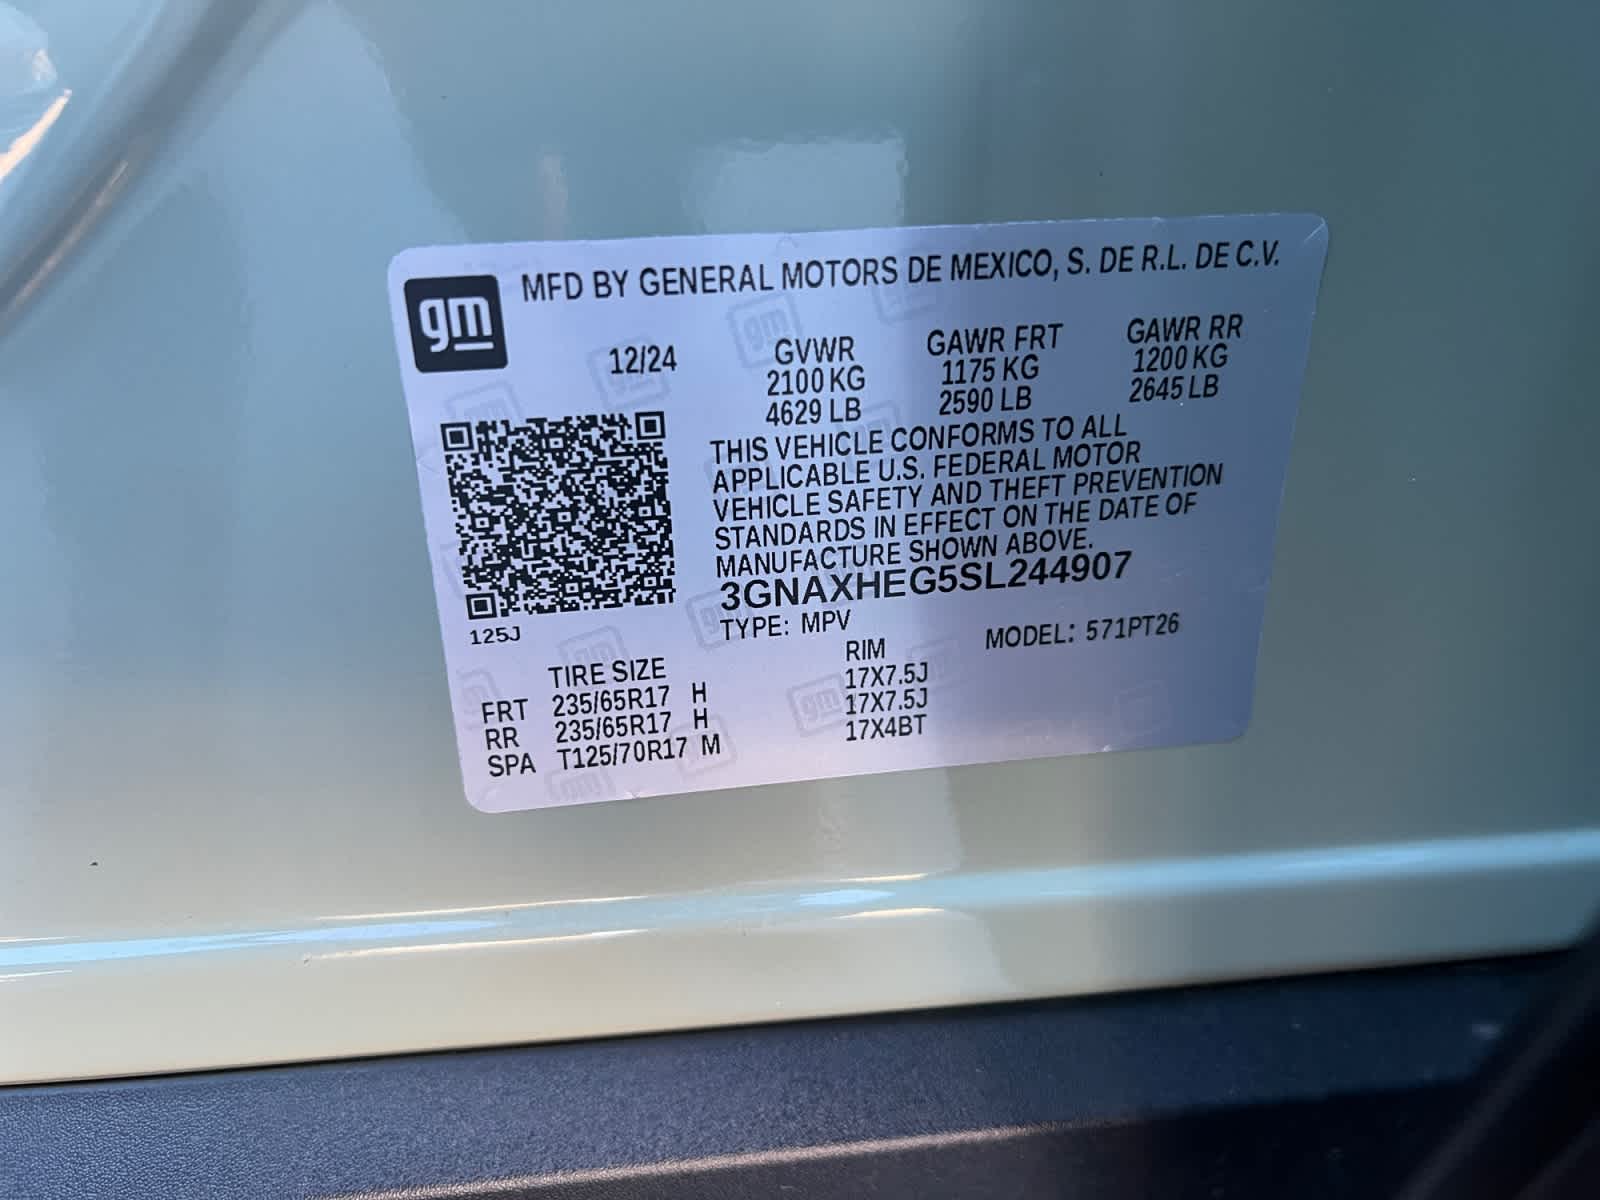 gm
MFD BY GENERAL MOTORS DE MEXICO, S. DE R.L. DE C.V.
12/24
GVWR GAWR FRT GAWR RR
2100 KG 1175 KG 1200 KG
4629 LB 2590 LB 2645 LB
THIS VEHICLE CONFORMS TO ALL
APPLICABLE U.S. FEDERAL MOTOR
VEHICLE SAFETY AND THEFT PREVENTION
STANDARDS IN EFFECT ON THE DATE OF
MANUFACTURE SHOWN ABOVE.
3GNAXHEG5SL244907
125J
TYPE: MPV MODEL: 571PT26
TIRE SIZE RIM
FRT 235/65R17 H 17X7.5J
RR 235/65R17 H 17X7.5J
SPA T125/70R17 M 17X4BT